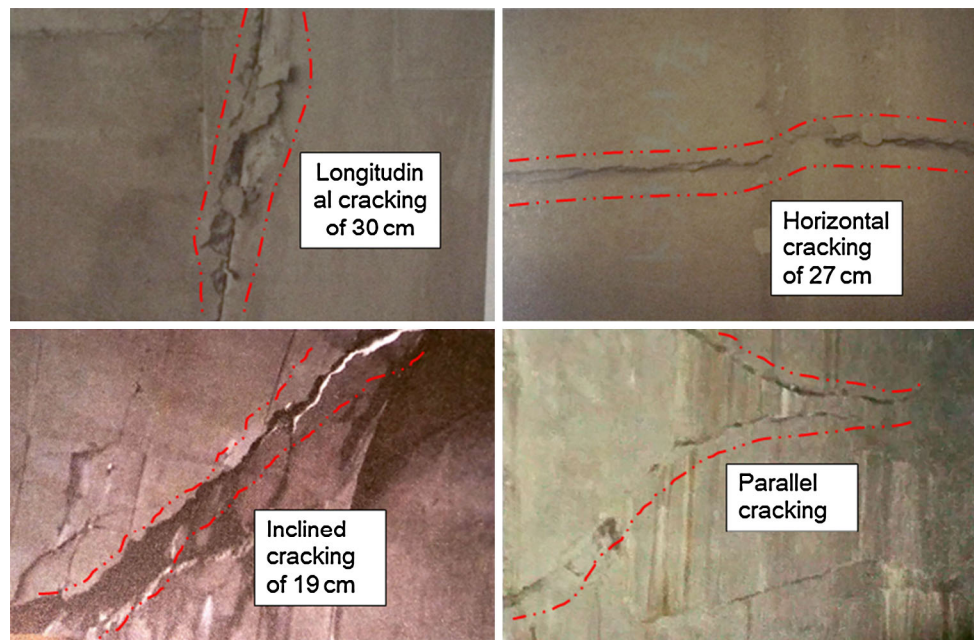 Longitudin
al cracking
of 30 cm
Horizontal
cracking
of 27 cm
Inclined
cracking
of 19 cm
Parallel
cracking